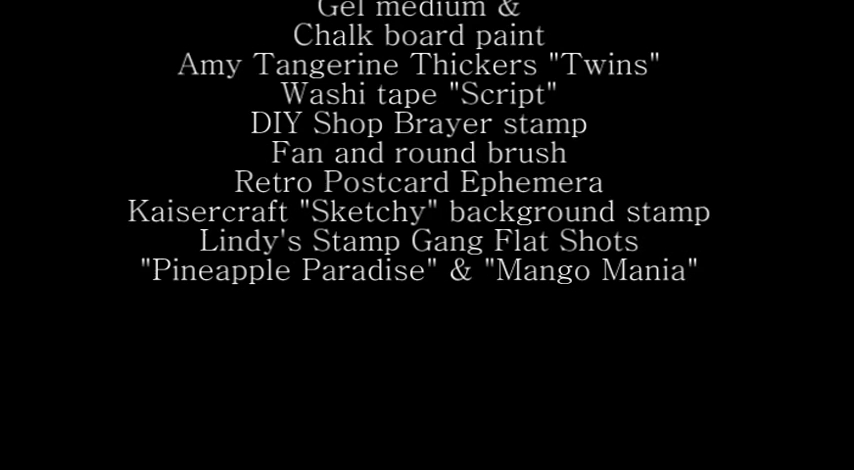 Gel medium &
Chalk board paint
Amy Tangerine Thickers "Twins"
Washi tape "Script"
DIY Shop Brayer stamp
Fan and round brush
Retro Postcard Ephemera
Kaisercraft "Sketchy" background stamp
Lindy's Stamp Gang Flat Shots
"Pineapple Paradise" & "Mango Mania"